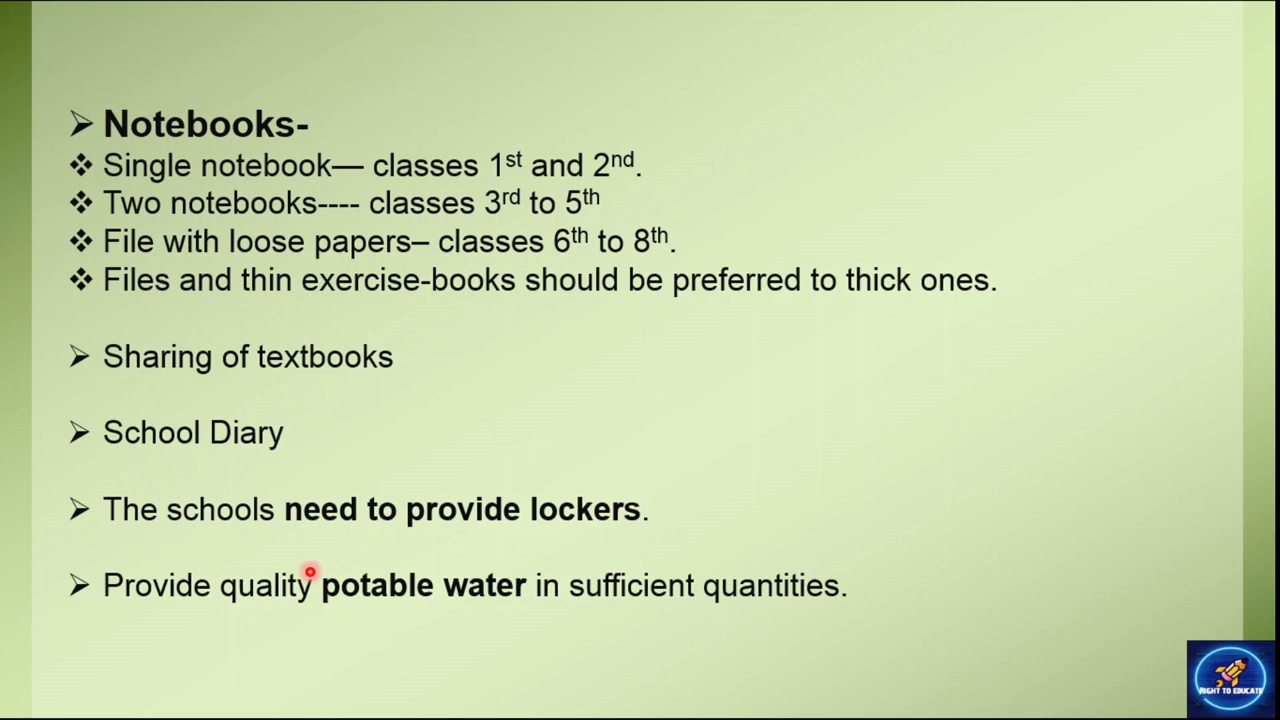 ➢ Notebooks-
❖ Single notebook— classes 1st and 2nd.
❖ Two notebooks---- classes 3rd to 5th
❖ File with loose papers– classes 6th to 8th.
❖ Files and thin exercise-books should be preferred to thick ones.
➢ Sharing of textbooks
➢ School Diary
➢ The schools need to provide lockers.
➢ Provide quality potable water in sufficient quantities.
RIGHT TO EDUCATE